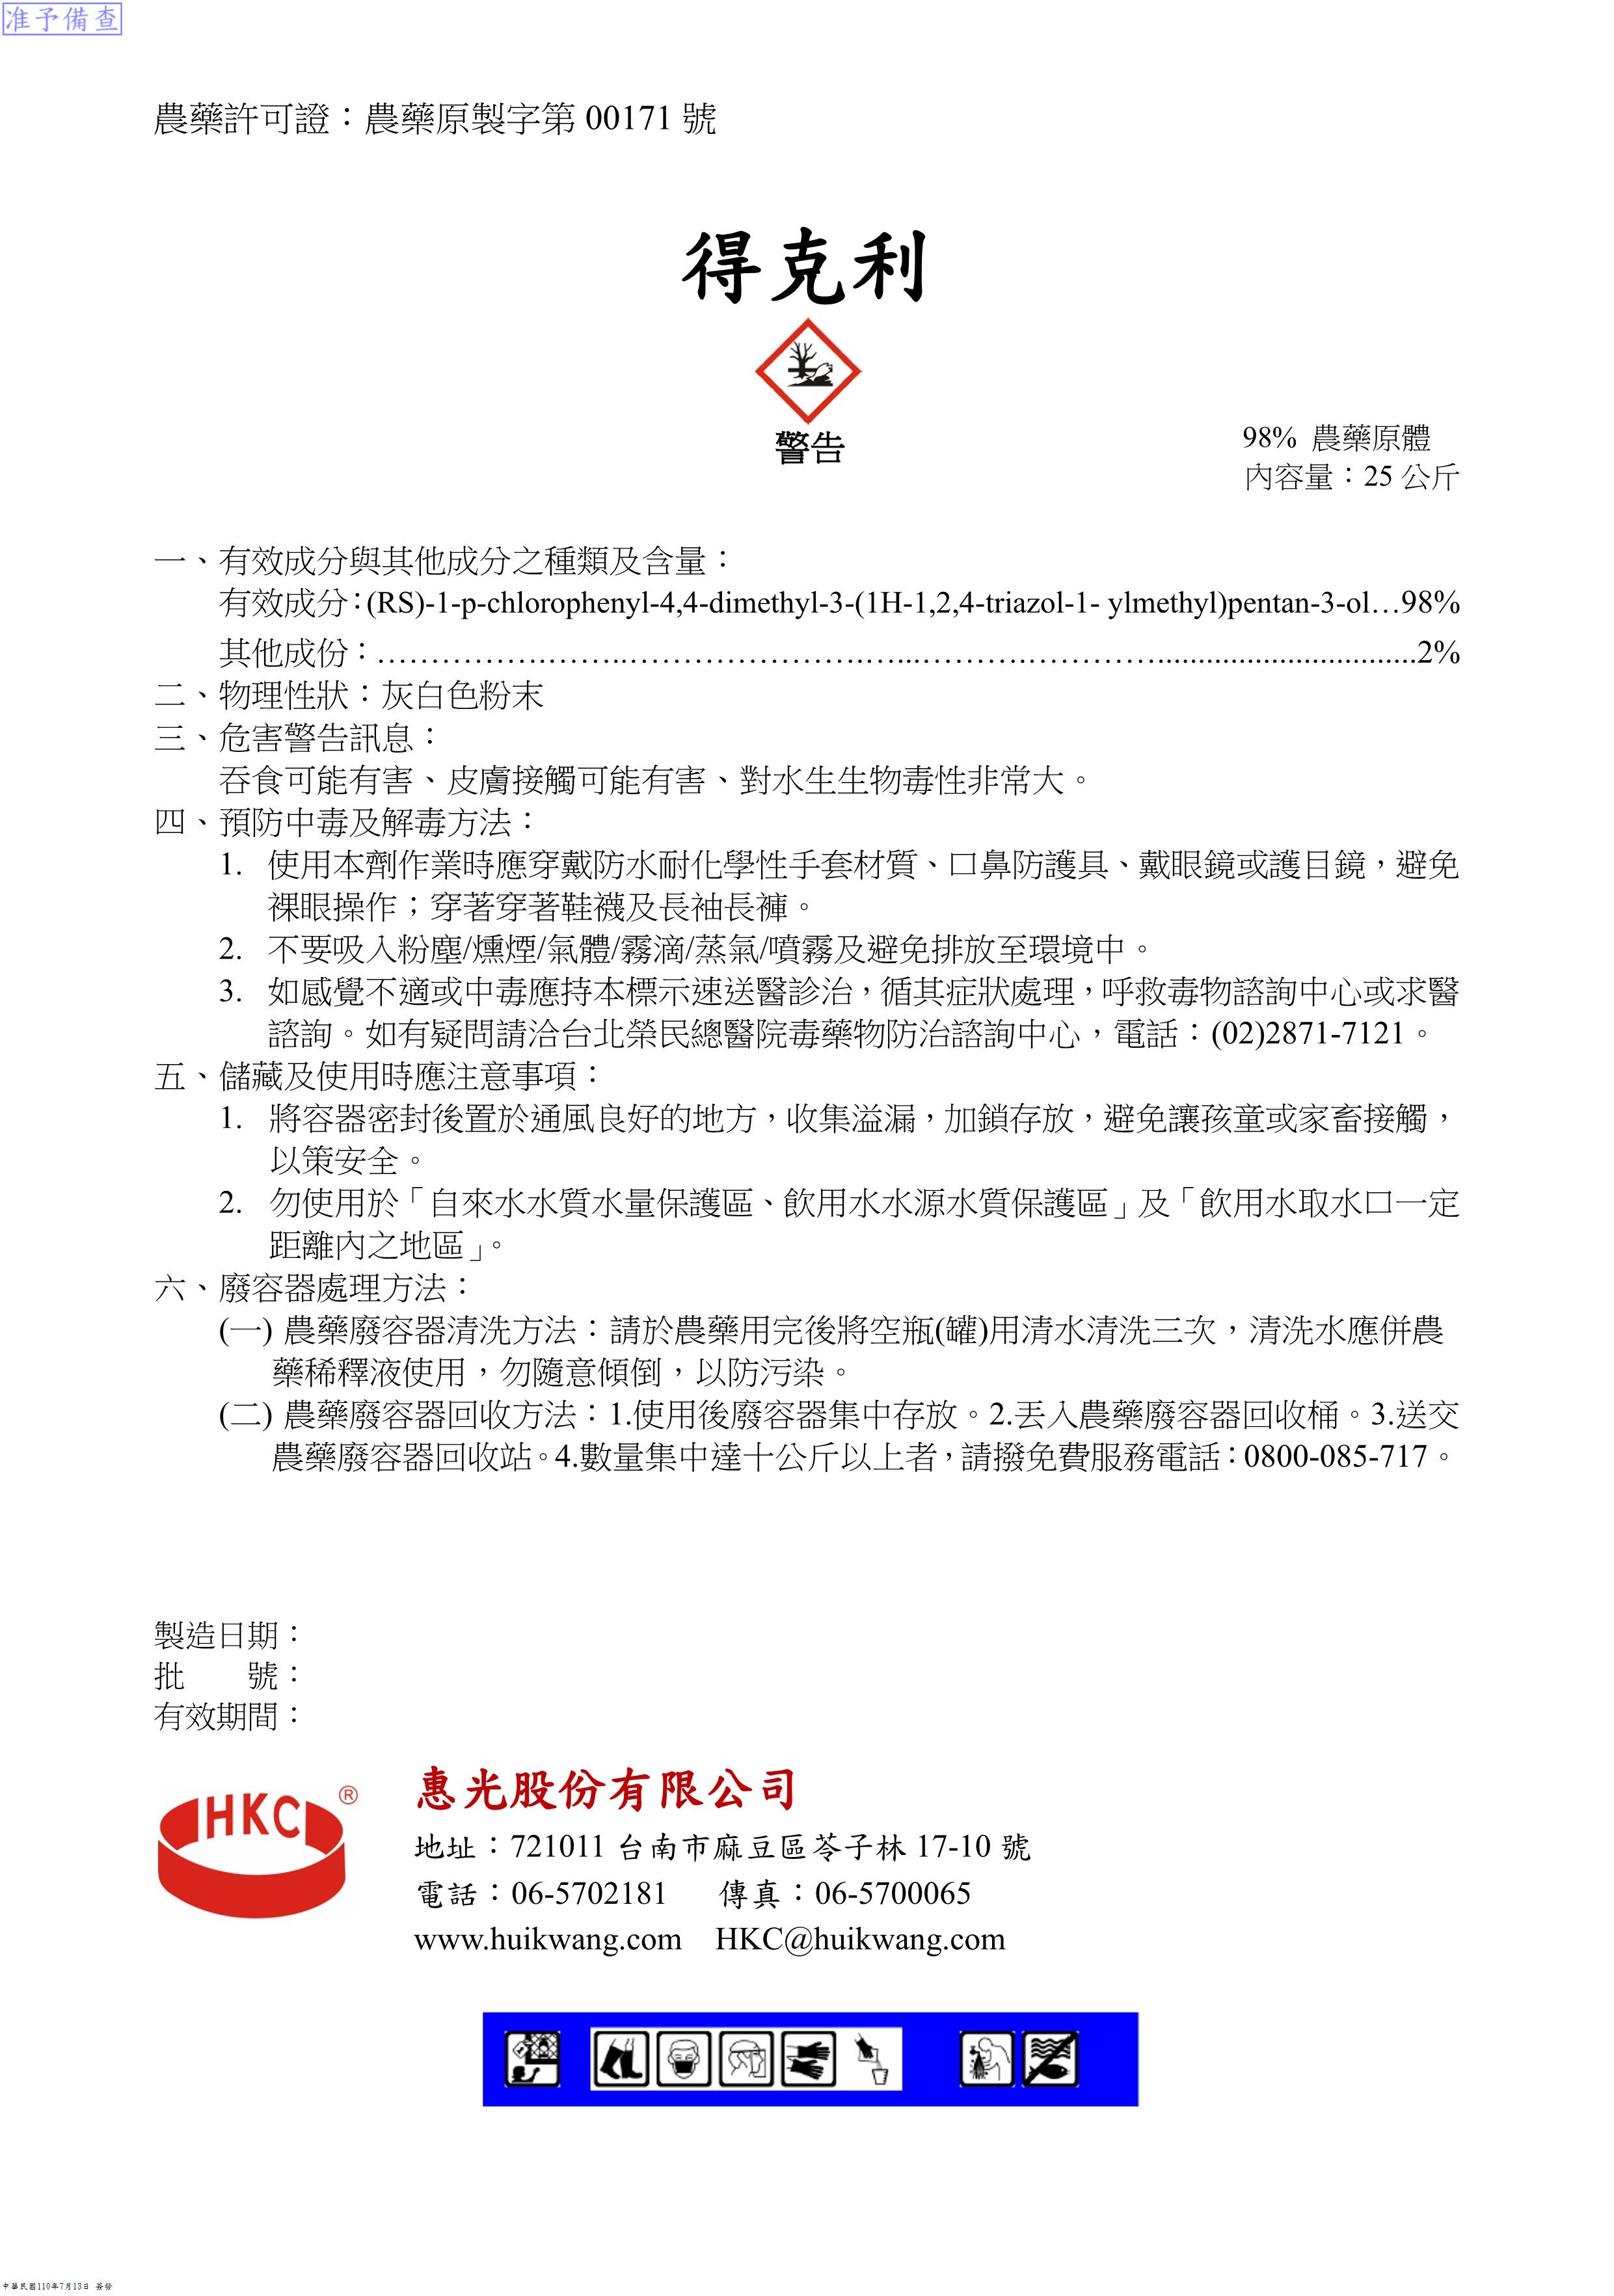 准予備查
農藥許可證：農藥原製字第 00171 號
得克利
警告
98% 農藥原體
內容量：25 公斤
一、有效成分與其他成分之種類及含量：
有效成分：(RS)-1-p-chlorophenyl-4,4-dimethyl-3-(1H-1,2,4-triazol-1- ylmethyl)pentan-3-ol…98%
其他成份：…………………………………………………………………………2%
二、物理性狀：灰白色粉末
三、危害警告訊息：
吞食可能有害、皮膚接觸可能有害、對水生生物毒性非常大。
四、預防中毒及解毒方法：
1. 使用本劑作業時應穿戴防水耐化學性手套材質、口鼻防護具、戴眼鏡或護目鏡，避免
裸眼操作；穿著穿著鞋襪及長袖長褲。
2. 不要吸入粉塵/燻煙/氣體/霧滴/蒸氣/噴霧及避免排放至環境中。
3. 如感覺不適或中毒應持本標示速送醫診治，循其症狀處理，呼救毒物諮詢中心或求醫
諮詢。如有疑問請洽台北榮民總醫院毒藥物防治諮詢中心，電話：(02)2871-7121。
五、儲藏及使用時應注意事項：
1. 將容器密封後置於通風良好的地方，收集溢漏，加鎖存放，避免讓孩童或家畜接觸，
以策安全。
2. 勿使用於「自來水水質水量保護區、飲用水水源水質保護區」及「飲用水取水口一定
距離內之地區」。
六、廢容器處理方法：
(一) 農藥廢容器清洗方法：請於農藥用完後將空瓶(罐)用清水清洗三次，清洗水應併農
藥稀釋液使用，勿隨意傾倒，以防污染。
(二) 農藥廢容器回收方法：1.使用後廢容器集中存放。2.丟入農藥廢容器回收桶。3.送交
農藥廢容器回收站。4.數量集中達十公斤以上者，請撥免費服務電話：0800-085-717。
製造日期：
批　　號：
有效期間：
HKC ®
惠光股份有限公司
地址：721011 台南市麻豆區苓子林 17-10 號
電話：06-5702181　傳真：06-5700065
www.huikwang.com　HKC@huikwang.com
中華民國110年7月13日 簽發